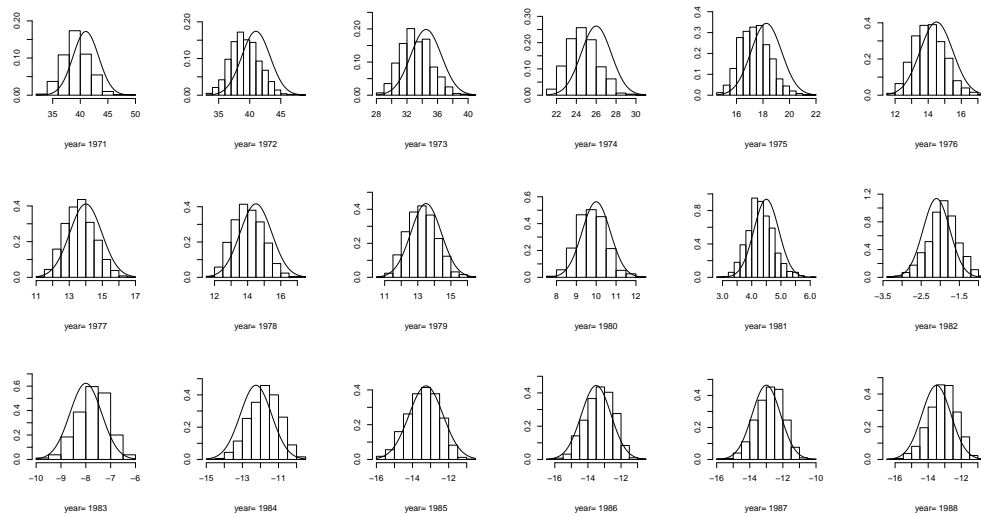 0.00 0.10 0.20
35 40 45 50
year= 1971
0.00 0.10 0.20
35 40 45
year= 1972
0.00 0.10 0.20
28 32 36 40
year= 1973
0.00 0.10 0.20 0.30
22 24 26 28 30
year= 1974
0.0 0.1 0.2 0.3 0.4
16 18 20 22
year= 1975
0.0 0.2 0.4
12 14 16
year= 1976
0.0 0.2 0.4
11 13 15 17
year= 1977
0.0 0.2 0.4
12 14 16
year= 1978
0.0 0.2 0.4
11 13 15
year= 1979
0.0 0.2 0.4 0.6
8 9 10 11 12
year= 1980
0.0 0.4 0.8
3.0 4.0 5.0 6.0
year= 1981
0.0 0.4 0.8 1.2
−3.5 −2.5 −1.5
year= 1982
0.0 0.2 0.4 0.6
−10 −9 −8 −7 −6
year= 1983
0.0 0.2 0.4
−15 −13 −11
year= 1984
0.0 0.2 0.4
−16 −14 −12
year= 1985
0.0 0.2 0.4
−16 −14 −12
year= 1986
0.0 0.2 0.4
−16 −14 −12 −10
year= 1987
0.0 0.2 0.4
−16 −14 −12
year= 1988